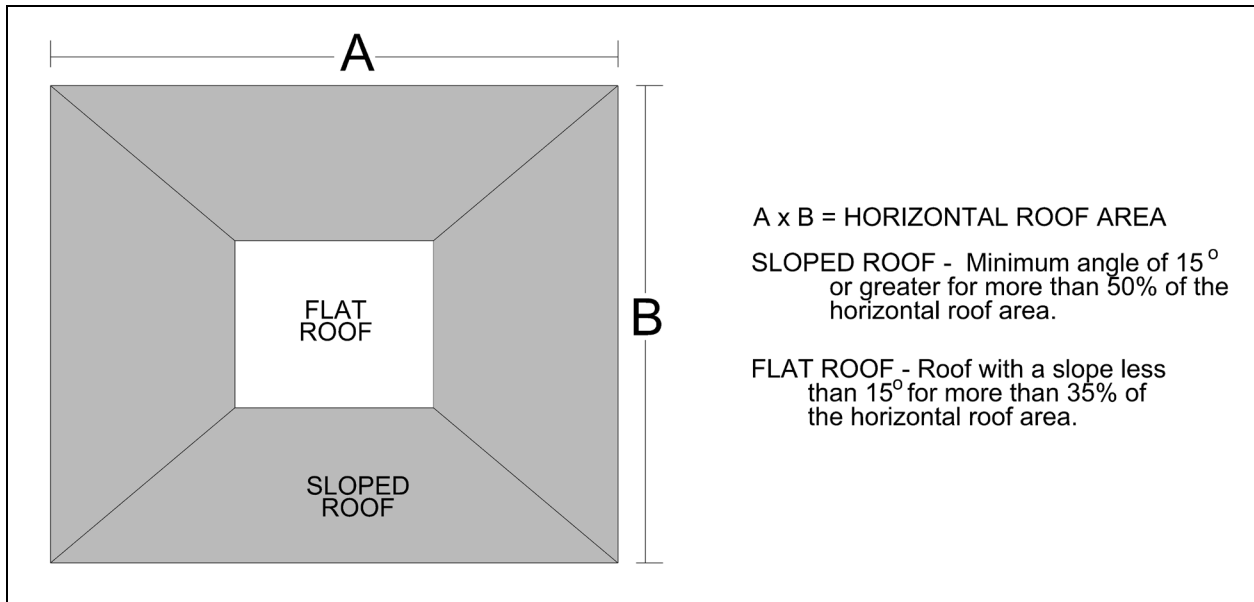 A
FLAT
ROOF
B
SLOPED
ROOF
A x B = HORIZONTAL ROOF AREA
SLOPED ROOF - Minimum angle of 15°
or greater for more than 50% of the
horizontal roof area.
FLAT ROOF - Roof with a slope less
than 15° for more than 35% of
the horizontal roof area.